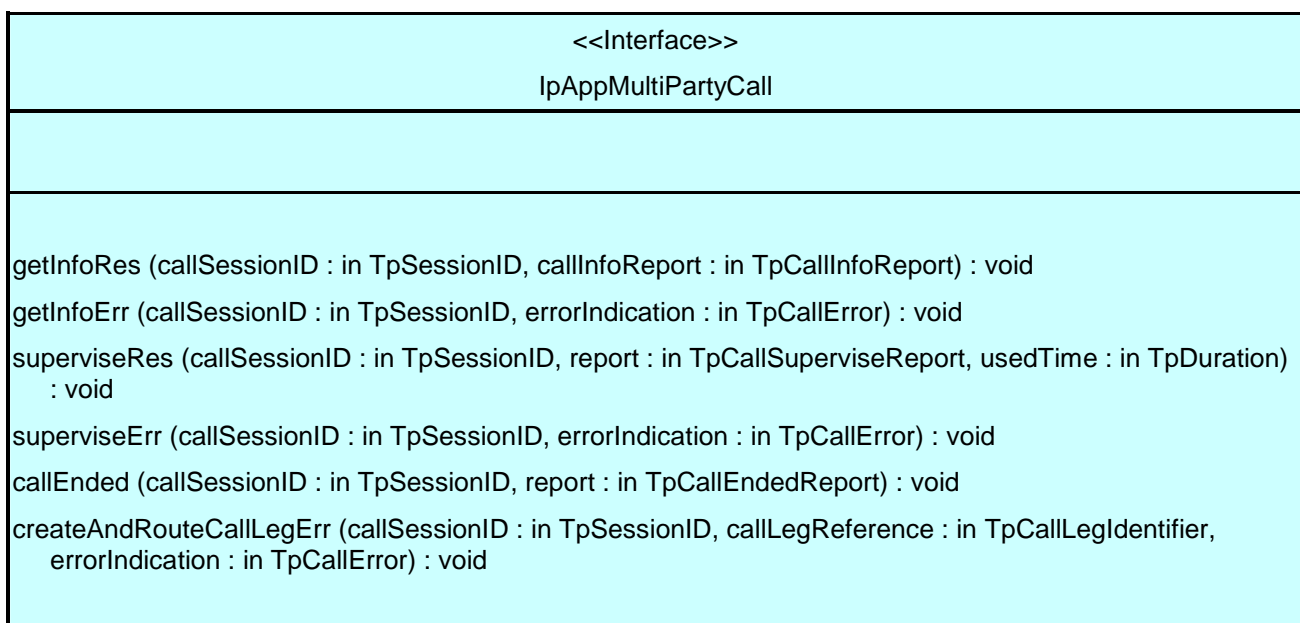 <<Interface>>
IpAppMultiPartyCall
getInfoRes (callSessionID : in TpSessionID, callInfoReport : in TpCallInfoReport) : void
getInfoErr (callSessionID : in TpSessionID, errorIndication : in TpCallError) : void
superviseRes (callSessionID : in TpSessionID, report : in TpCallSuperviseReport, usedTime : in TpDuration)
: void
superviseErr (callSessionID : in TpSessionID, errorIndication : in TpCallError) : void
callEnded (callSessionID : in TpSessionID, report : in TpCallEndedReport) : void
createAndRouteCallLegErr (callSessionID : in TpSessionID, callLegReference : in TpCallLegIdentifier,
errorIndication : in TpCallError) : void